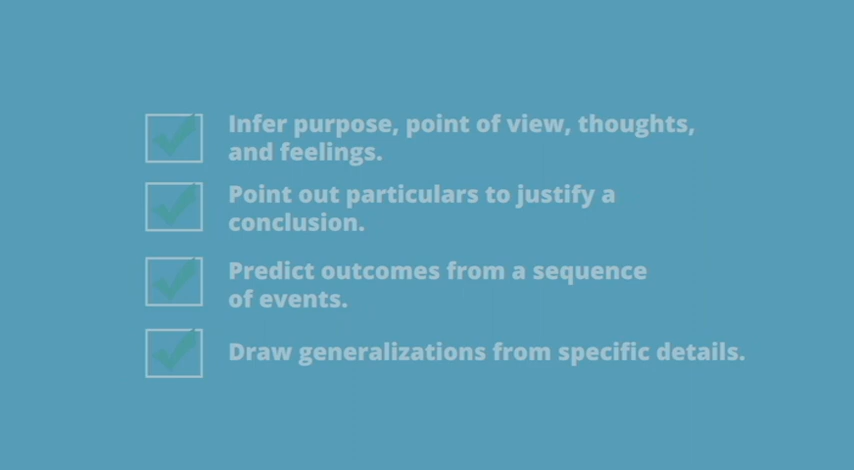 Infer purpose, point of view, thoughts,
and feelings.
Point out particulars to justify a
conclusion.
Predict outcomes from a sequence
of events.
Draw generalizations from specific details.